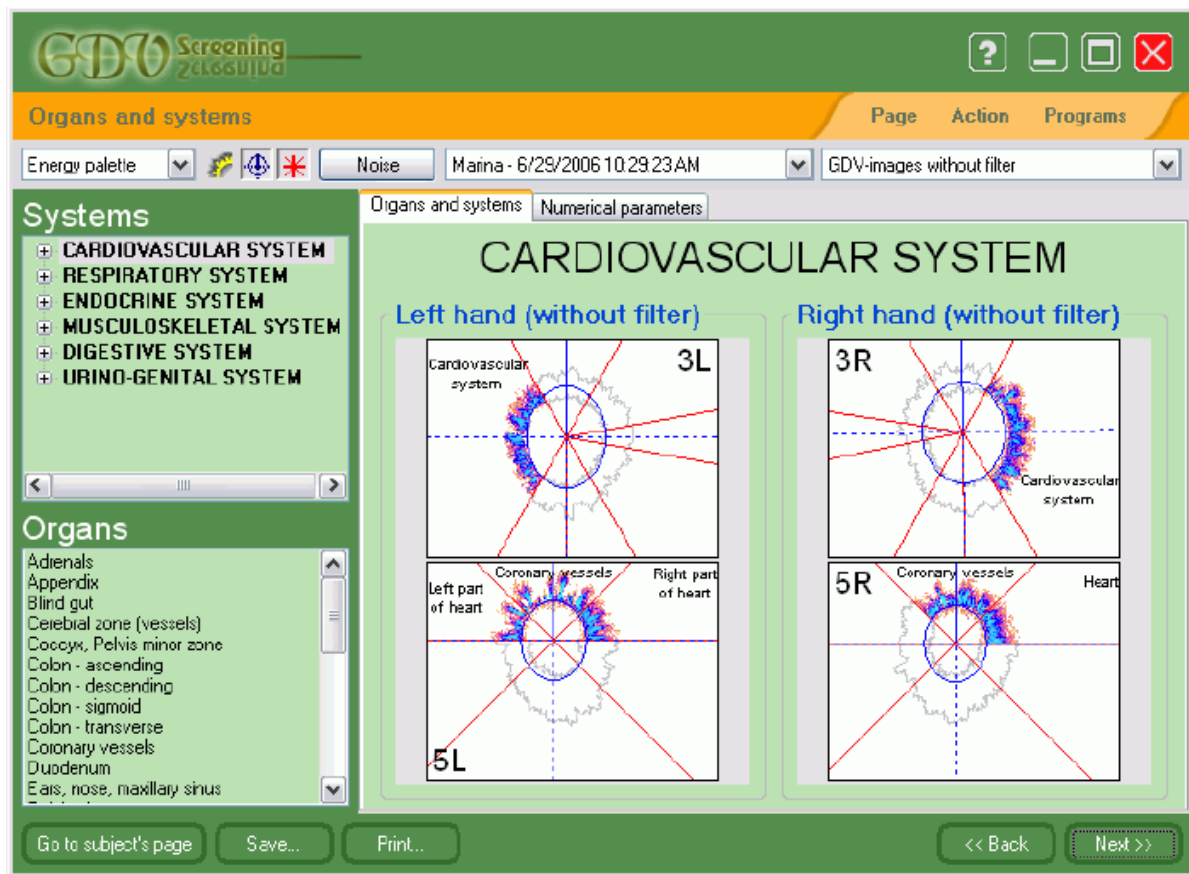 GDV Screening
?
Organs and systems
Page Action Programs
Energy palette
Noise
Marina - 6/29/2006 10:29:23 AM
GDV-images without filter
Organs and systems
Numerical parameters
Systems
CARDIOVASCULAR SYSTEM
RESPIRATORY SYSTEM
ENDOCRINE SYSTEM
MUSCULOSKELETAL SYSTEM
DIGESTIVE SYSTEM
URINO-GENITAL SYSTEM
Organs
Adrenals
Appendix
Blind gut
Cerebral zone (vessels)
Coccyx, Pelvis minor zone
Colon - ascending
Colon - descending
Colon - sigmoid
Colon - transverse
Coronary vessels
Duodenum
Ears, nose, maxillary sinus
CARDIOVASCULAR SYSTEM
Left hand (without filter)
Cardiovascular
system
3L
Coronary vessels
Left part
of heart
Right part
of heart
5L
Right hand (without filter)
3R
Cardiovascular
system
5R
Coronary vessels
Heart
Go to subject's page
Save...
Print...
<< Back
Next >>